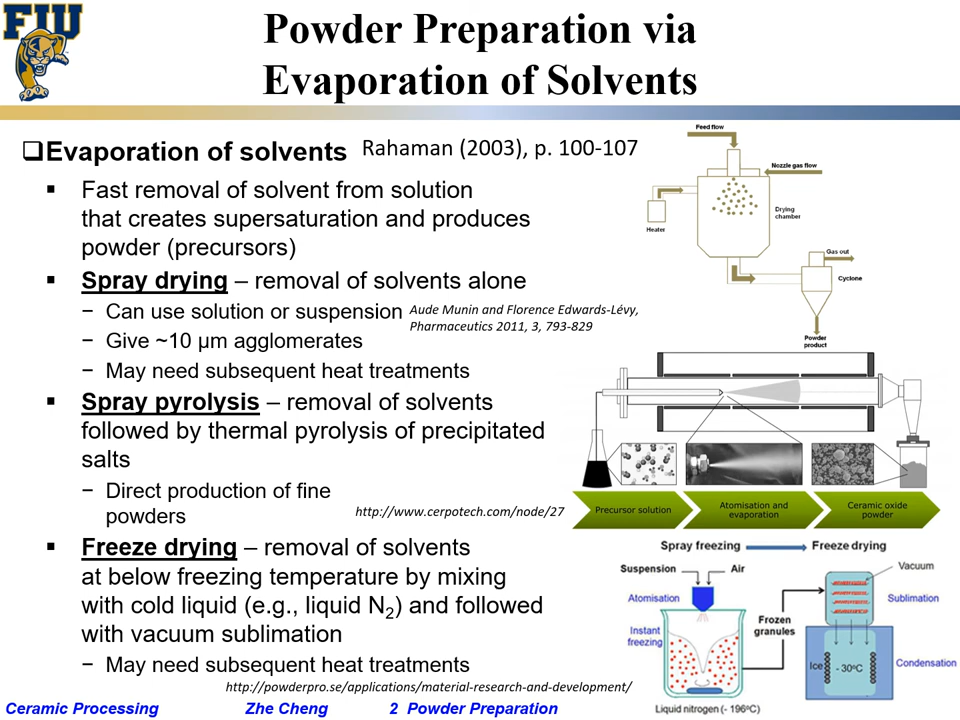 FIU
Powder Preparation via
Evaporation of Solvents
❑Evaporation of solvents Rahaman (2003), p. 100-107
▪ Fast removal of solvent from solution
that creates supersaturation and produces
powder (precursors)
▪ Spray drying – removal of solvents alone
− Can use solution or suspension
Aude Munin and Florence Edwards-Lévy,
Pharmaceutics 2011, 3, 793-829
− Give ~10 μm agglomerates
− May need subsequent heat treatments
▪ Spray pyrolysis – removal of solvents
followed by thermal pyrolysis of precipitated
salts
− Direct production of fine
powders
http://www.cerpotech.com/node/27
▪ Freeze drying – removal of solvents
at below freezing temperature by mixing
with cold liquid (e.g., liquid N2) and followed
with vacuum sublimation
− May need subsequent heat treatments
http://powderpro.se/applications/material-research-and-development/
Feed flow
Nozzle gas flow
Heater
Drying
chamber
Gas out
Cyclone
Powder
product
Precursor solution
Atomisation and
evaporation
Ceramic oxide
powder
Spray freezing
Freeze drying
Suspension
Air
Vacuum
Atomisation
Sublimation
Instant
freezing
Frozen
granules
Ice
- 30°C
Condensation
Liquid nitrogen (- 196°C)
Ceramic Processing Zhe Cheng 2 Powder Preparation